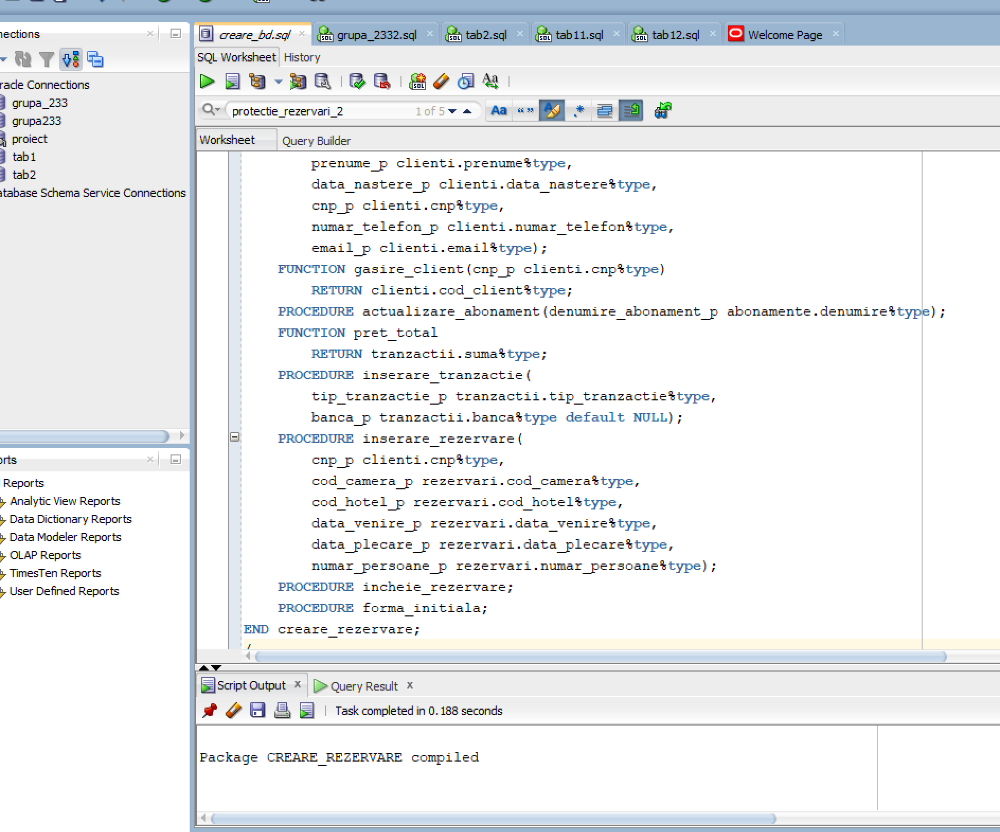 nections
creare_bd.sql
grupa_2332.sql
tab2.sql
tab11.sql
tab12.sql
Welcome Page
SQL Worksheet
History
protectie_rezervari_2
1 of 5
Worksheet
Query Builder
racle Connections
grupa_233
grupa233
proiect
tab1
tab2
atabase Schema Service Connections
orts
Reports
Analytic View Reports
Data Dictionary Reports
Data Modeler Reports
OLAP Reports
TimesTen Reports
User Defined Reports
prenume_p clienti.prenume%type,
data_nastere_p clienti.data_nastere%type,
cnp_p clienti.cnp%type,
numar_telefon_p clienti.numar_telefon%type,
email_p clienti.email%type);
FUNCTION gasire_client(cnp_p clienti.cnp%type)
RETURN clienti.cod_client%type;
PROCEDURE actualizare_abonament(denumire_abonament_p abonamente.denumire%type);
FUNCTION pret_total
RETURN tranzactii.suma%type;
PROCEDURE inserare_tranzactie(
tip_tranzactie_p tranzactii.tip_tranzactie%type,
banca_p tranzactii.banca%type default NULL);
PROCEDURE inserare_rezervare(
cnp_p clienti.cnp%type,
cod_camera_p rezervari.cod_camera%type,
cod_hotel_p rezervari.cod_hotel%type,
data_venire_p rezervari.data_venire%type,
data_plecare_p rezervari.data_plecare%type,
numar_persoane_p rezervari.numar_persoane%type);
PROCEDURE incheie_rezervare;
PROCEDURE forma_initiala;
END creare_rezervare;
/
Script Output
Query Result
Task completed in 0.188 seconds
Package CREARE_REZERVARE compiled